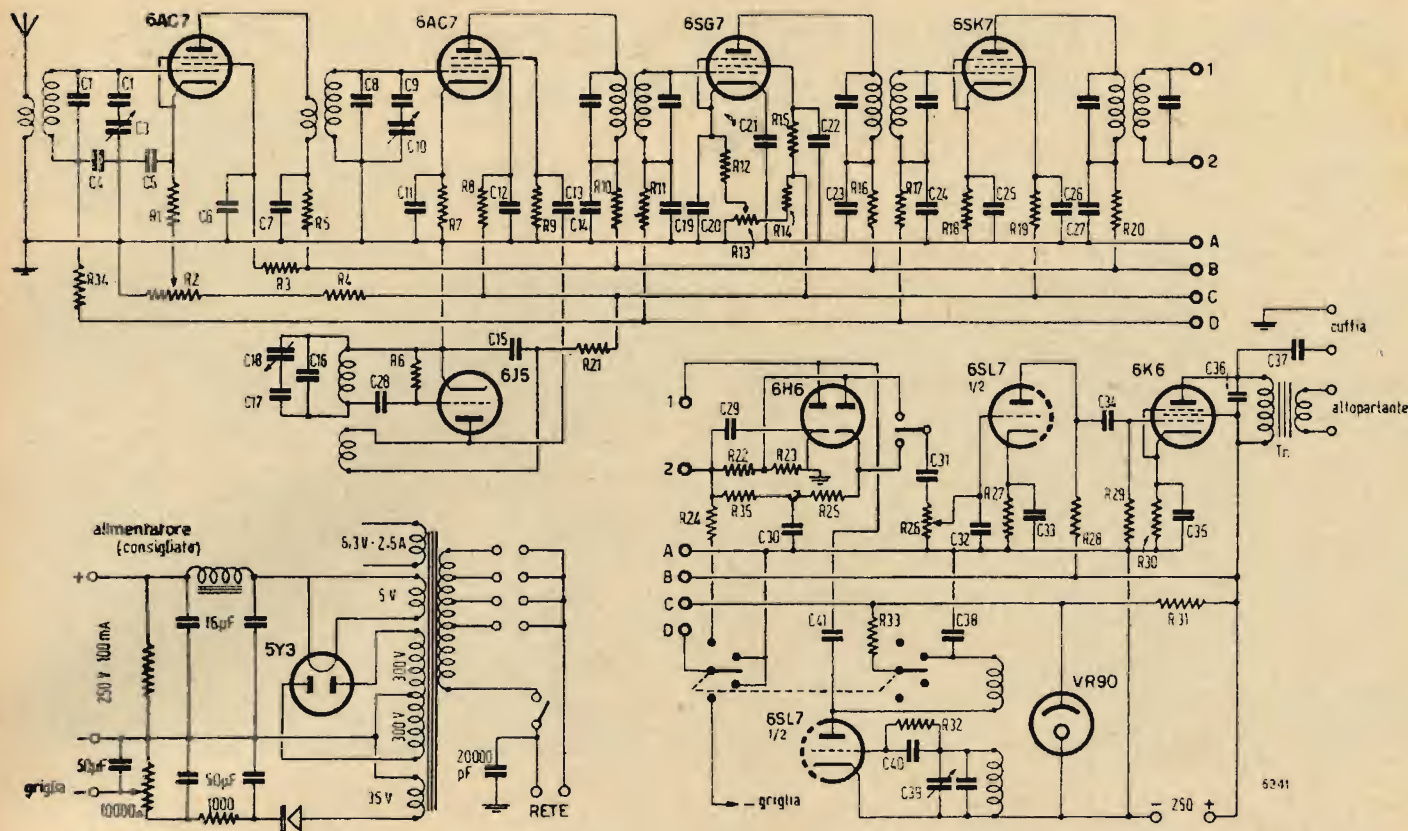 6AC7
6AC7
6SG7
6SK7
C1
C1
C3
C4
C5
R1
C6
C7
R5
C8
C9
C10
C11
R7
R8
C12
R9
C13
C14
R10
R11
C19
C20
R12
C21
R13
R14
R15
C22
C23
R16
R17
C24
R18
C25
R19
C26
C27
R20
1
2
A
B
C
D
R34
R2
R3
R4
C18
C16
C17
R6
C28
C15
6J5
R21
1
2
A
B
C
D
C29
6H6
R22
R23
R35
R25
R24
C30
C31
R26
6SL7
1/2
C32
R27
C33
R28
C34
6K6
R29
R30
C35
C36
C37
cuffia
altoparlante
Tr.
R31
C41
R33
C38
VR90
6SL7
1/2
R32
C40
C39
– griglia
– 250 +
6341
alimentatore
(consigliato)
+
250 V 100 mA
16µF
5Y3
6,3V - 2.5A
5 V
300 V
300 V
35 V
–
50µF
griglia
50µF
1000
20000
pF
RETE